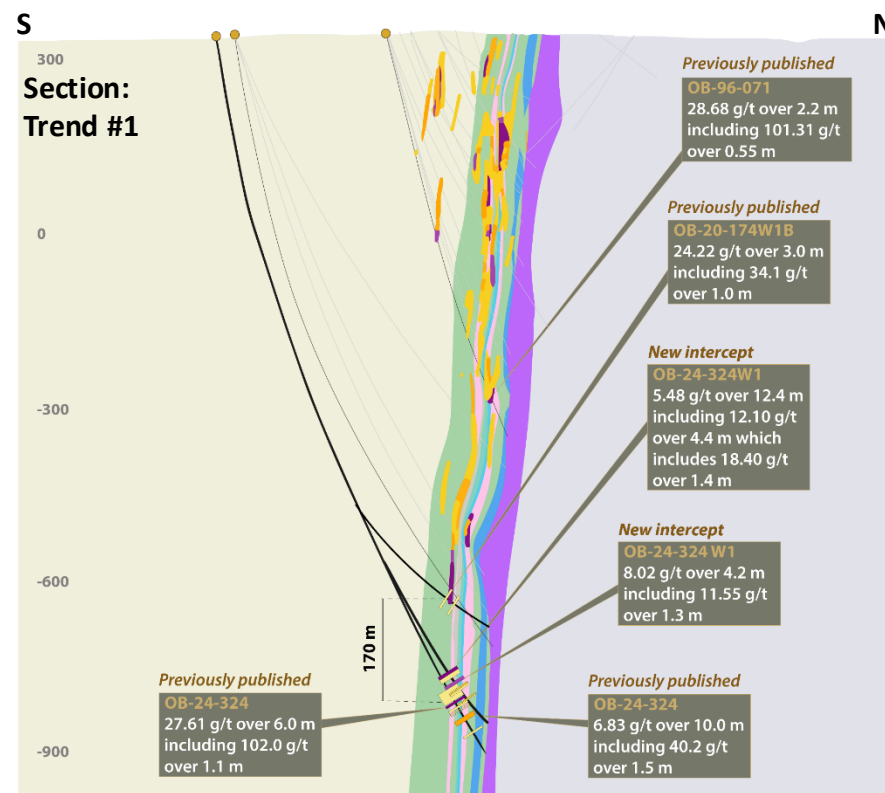 S
N
Section:
Trend #1
300
0
-300
-600
-900
170 m
Previously published
OB-96-071
28.68 g/t over 2.2 m
including 101.31 g/t
over 0.55 m
Previously published
OB-20-174W1B
24.22 g/t over 3.0 m
including 34.1 g/t
over 1.0 m
New intercept
OB-24-324W1
5.48 g/t over 12.4 m
including 12.10 g/t
over 4.4 m which
includes 18.40 g/t
over 1.4 m
New intercept
OB-24-324 W1
8.02 g/t over 4.2 m
including 11.55 g/t
over 1.3 m
Previously published
OB-24-324
27.61 g/t over 6.0 m
including 102.0 g/t
over 1.1 m
Previously published
OB-24-324
6.83 g/t over 10.0 m
including 40.2 g/t
over 1.5 m